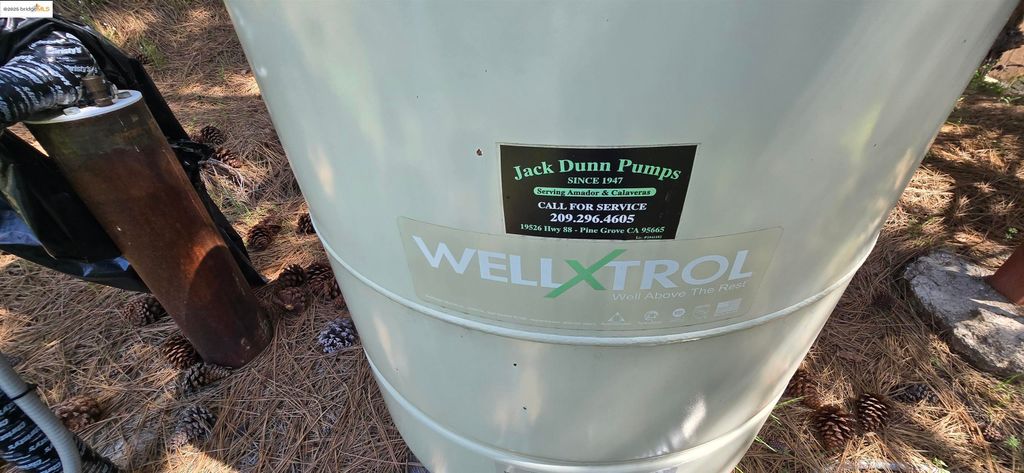 ©2025 bridgeMLS
Christy's
Jack Dunn Pumps
SINCE 1947
Serving Amador & Calaveras
CALL FOR SERVICE
209.296.4605
19526 Hwy 88 - Pine Grove CA 95665
WELLXTROL
Well Above The Rest